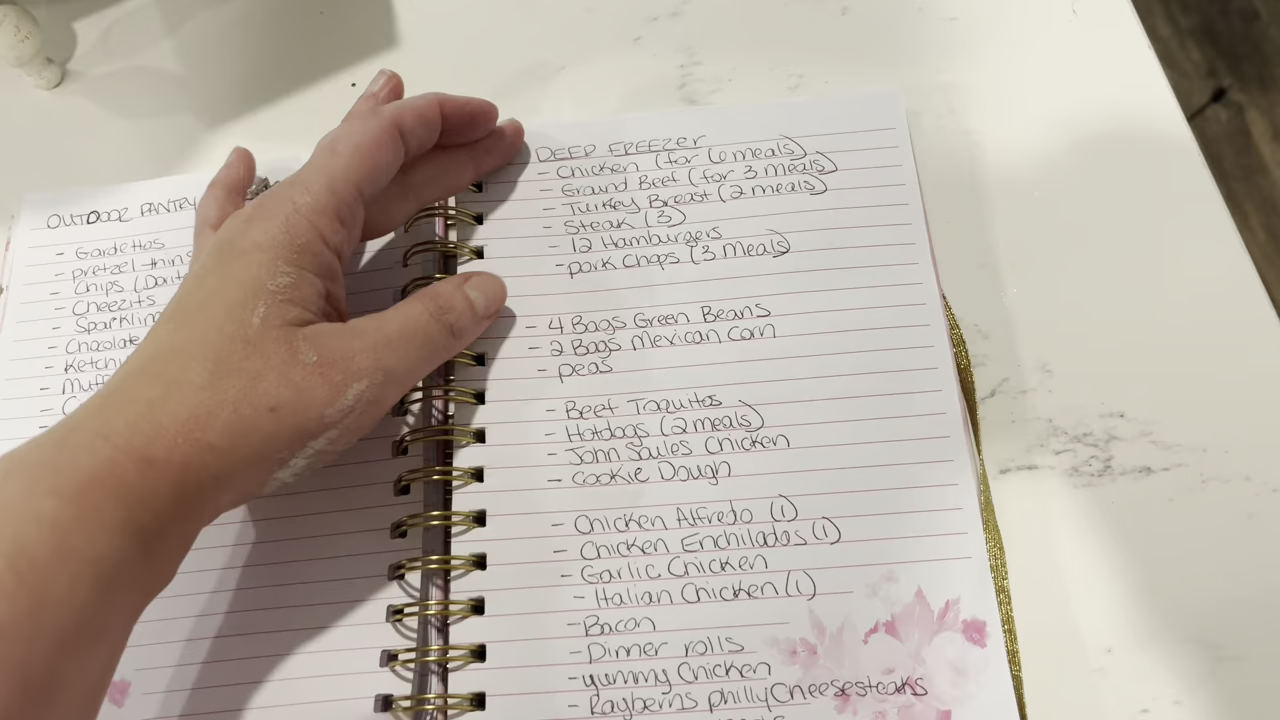 OUTDOOR PANTRY
- Gardettos
- pretzel thins
- Chips
- Cheezits
- Sparklin
- Chocolate
- Ketchu
- Muff
DEEP FREEZER
- Chicken (for 6 meals)
- Ground Beef (for 3 meals)
- Turkey Breast (2 meals)
- Steak (3)
- 12 Hamburgers
- pork Chops (3 Meals)
- 4 Bags Green Beans
- 2 Bags Mexican Corn
- peas
- Beef Taquitos
- Hotdogs (2 meals)
- John Soules Chicken
- Cookie Dough
- Chicken Alfredo (1)
- Chicken Enchiladas (1)
- Garlic Chicken
- Italian Chicken (1)
- Bacon
- Dinner rolls
- yummy Chicken
- Rayberns philly Cheesesteaks